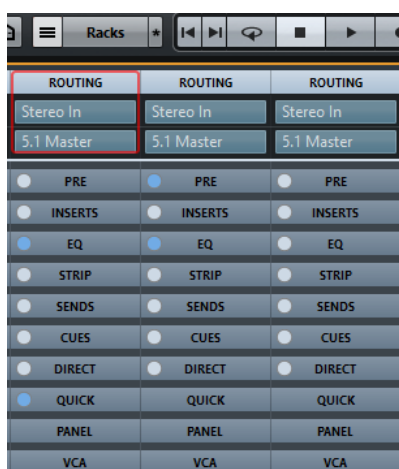 Racks *
ROUTING ROUTING ROUTING
Stereo In Stereo In Stereo In
5.1 Master 5.1 Master 5.1 Master
PRE PRE PRE
INSERTS INSERTS INSERTS
EQ EQ EQ
STRIP STRIP STRIP
SENDS SENDS SENDS
CUES CUES CUES
DIRECT DIRECT DIRECT
QUICK QUICK QUICK
PANEL PANEL PANEL
VCA VCA VCA